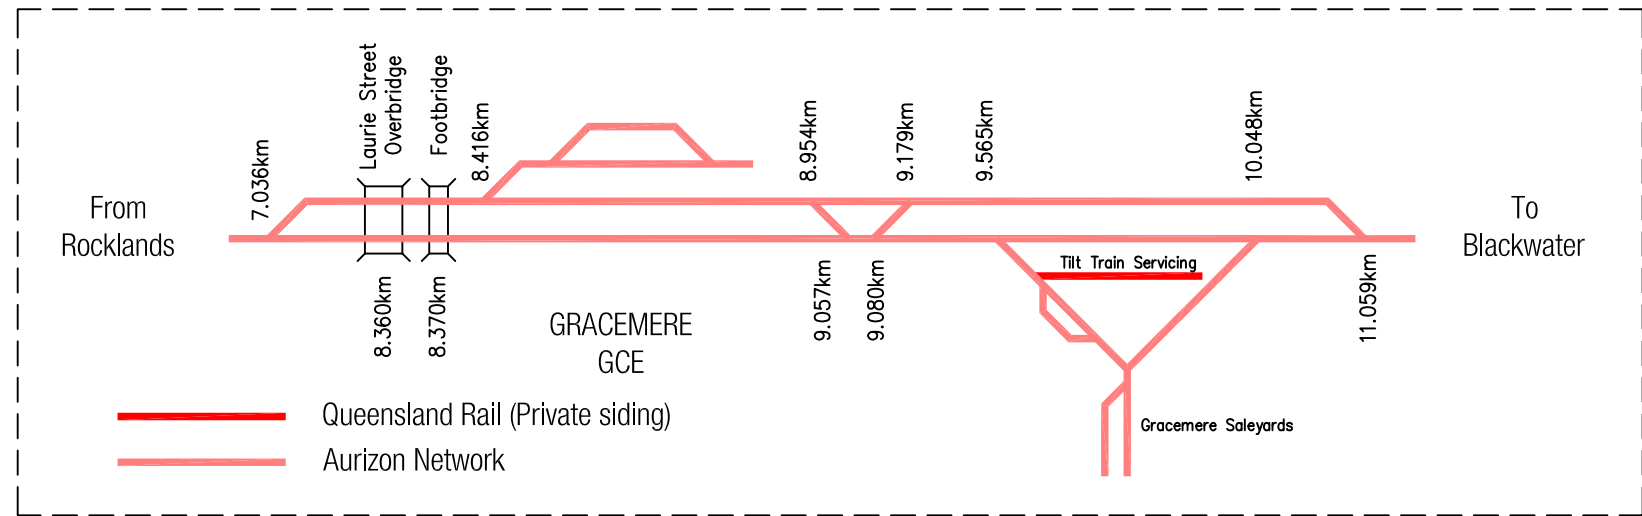 Laurie Street
Overbridge
Footbridge
7.036km
8.416km
8.954km
9.179km
9.565km
10.048km
From
Rocklands
To
Blackwater
Tilt Train Servicing
8.360km
8.370km
9.057km
9.080km
11.059km
GRACEMERE
GCE
Queensland Rail (Private siding)
Aurizon Network
Gracemere Saleyards